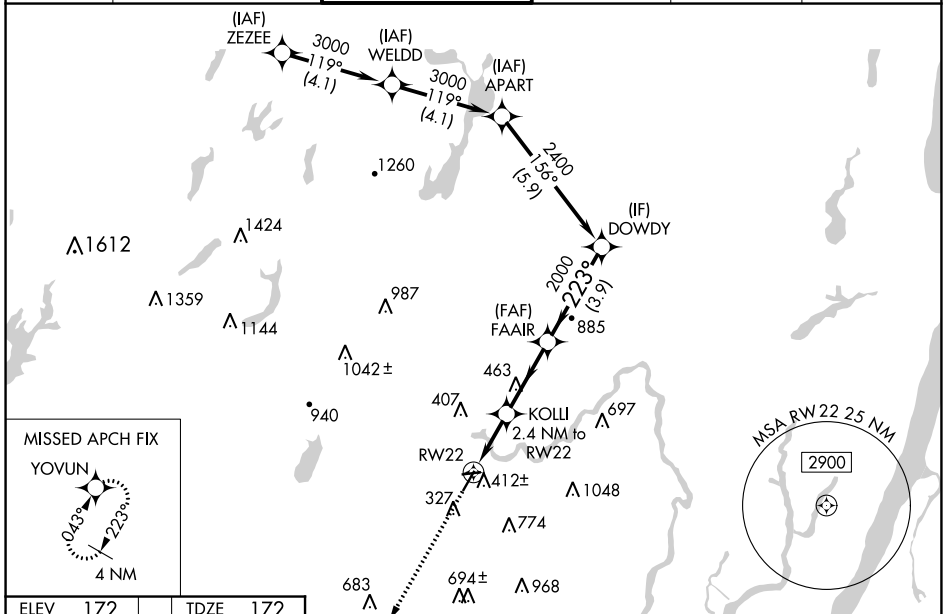 (IAF)
ZEZEE
3000
119°
(4.1)
(IAF)
WELDD
3000
119°
(4.1)
(IAF)
APART
2400
156°
(5.9)
1260
(IF)
DOWDY
1424
1612
2000
223°
(3.9)
1359
987
1144
(FAF)
FAAIR
885
1042±
463
940
407
KOLLI
2.4 NM to
RW22
697
MISSED APCH FIX
YOVUN
043°
223°
4 NM
RW22
412±
327
1048
774
MSA RW 22 25 NM
2900
683
694±
968
ELEV 172
TDZE 172